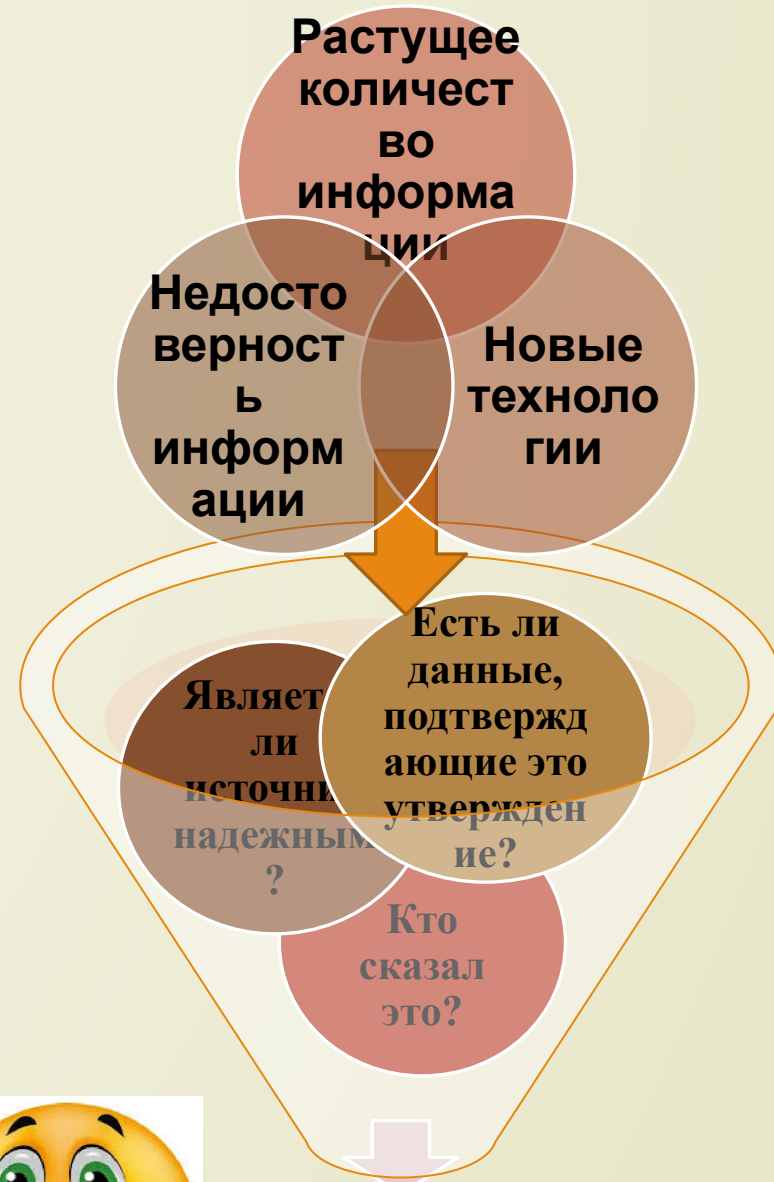 Растущее
количест
во
информа
ции
Недосто
верност
ь
информ
ации
Новые
техноло
гии
Есть ли
данные,
подтвержд
ающие это
утвержден
ие?
Являет
ли
источни
надежным
?
Кто
сказал
это?